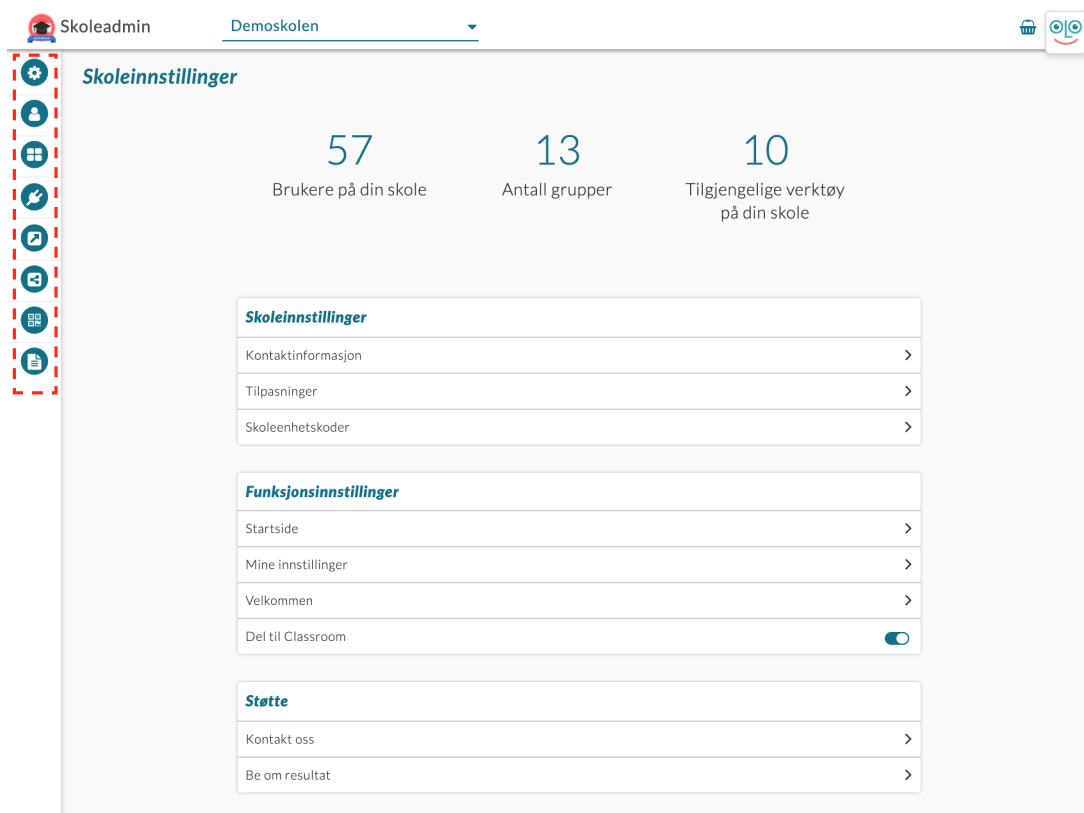 Skoleadmin
Demoskolen
Skoleinnstillinger
57
Brukere på din skole
13
Antall grupper
10
Tilgjengelige verktøy
på din skole
Skoleinnstillinger
Kontaktinformasjon
Tilpasninger
Skoleenhetskoder
Funksjonsinnstillinger
Startside
Mine innstillinger
Velkommen
Del til Classroom
Støtte
Kontakt oss
Be om resultat